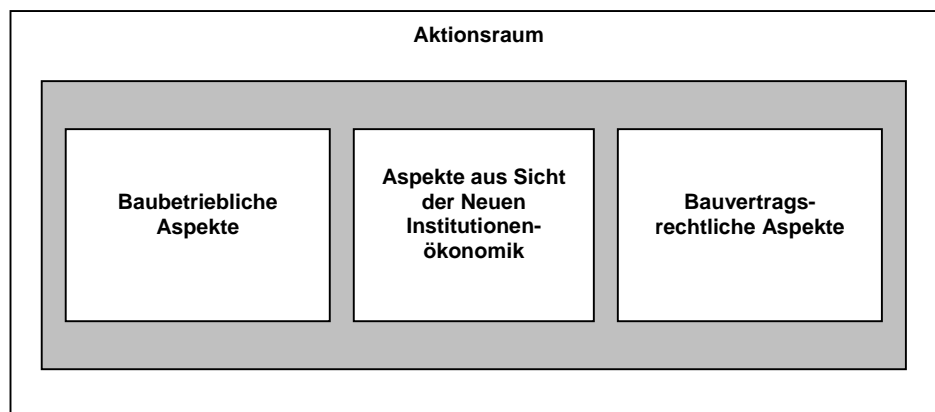 Aktionsraum
Baubetriebliche
Aspekte
Aspekte aus Sicht
der Neuen
Institutionen-
ökonomik
Bauvertrags-
rechtliche Aspekte